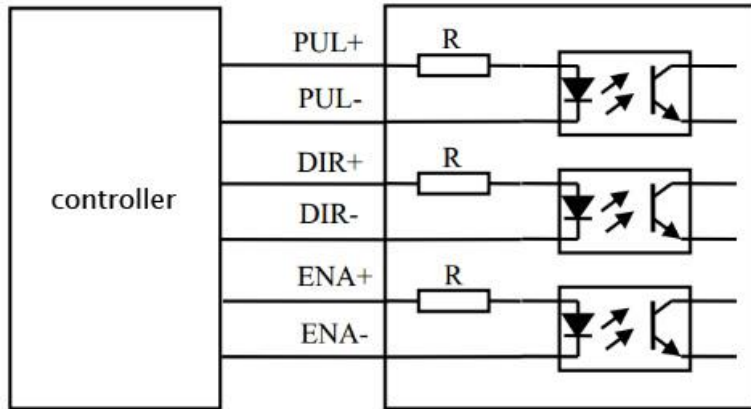 PUL+
R
PUL-
DIR+
R
controller
DIR-
ENA+
R
ENA-